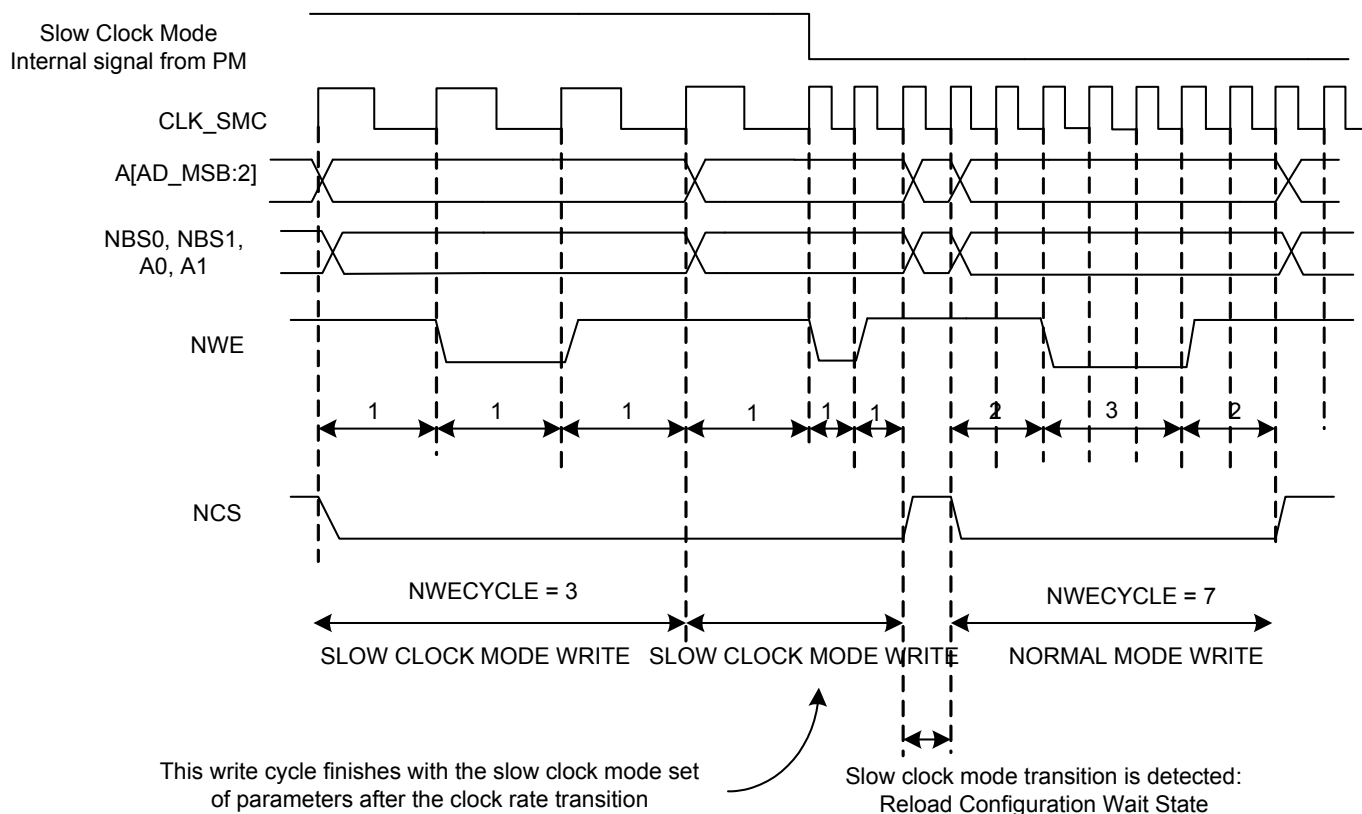 Slow Clock Mode
Internal signal from PM
CLK_SMC
A[AD_MSB:2]
NBS0, NBS1,
A0, A1
NWE
1 1 1 1 1 1 2 3 2
NCS
NWECYCLE = 3 NWECYCLE = 7
SLOW CLOCK MODE WRITE SLOW CLOCK MODE WRITE NORMAL MODE WRITE
This write cycle finishes with the slow clock mode set
of parameters after the clock rate transition
Slow clock mode transition is detected:
Reload Configuration Wait State